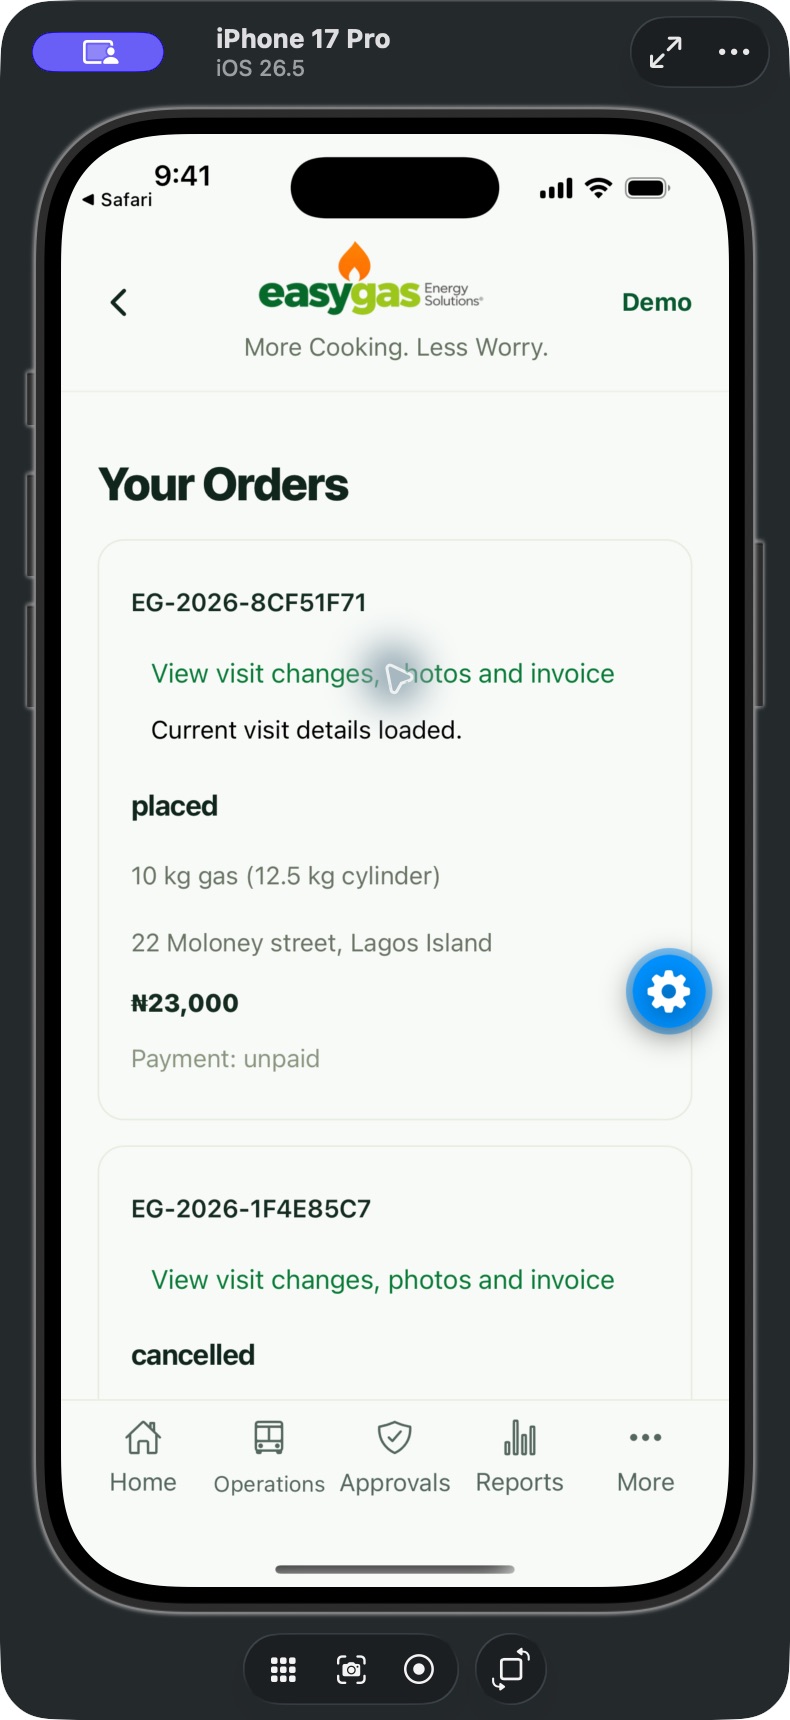 iPhone 17 Pro
iOS 26.5
9:41
◀ Safari
easygas Energy Solutions®
Demo
More Cooking. Less Worry.
Your Orders
EG-2026-8CF51F71
View visit changes, photos and invoice
Current visit details loaded.
placed
10 kg gas (12.5 kg cylinder)
22 Moloney street, Lagos Island
₦23,000
Payment: unpaid
EG-2026-1F4E85C7
View visit changes, photos and invoice
cancelled
Home Operations Approvals Reports More